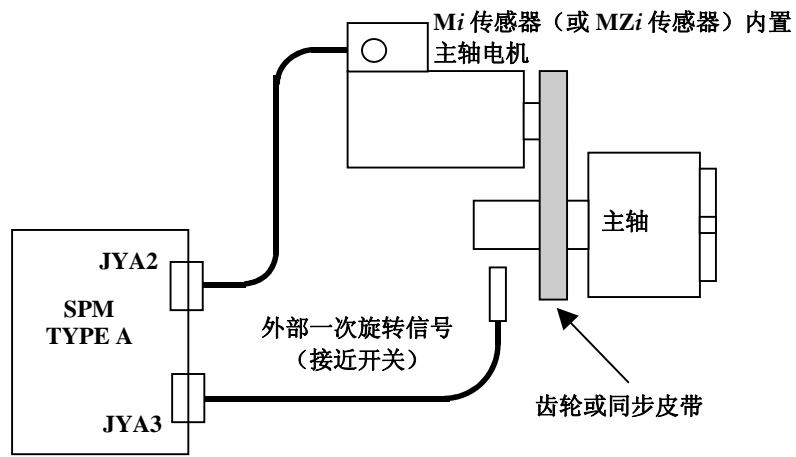 Mi 传感器（或 MZi 传感器）内置
主轴电机
主轴
JYA2
SPM
TYPE A
外部一次旋转信号
（接近开关）
JYA3
齿轮或同步皮带